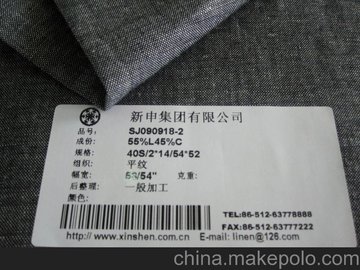 新申集团有限公司
品号: SJ090918-2
成份: 55%L45%C
规格: 40S/2*14/54*52
组织: 平纹
幅宽: 53/54" 克重:
后整理: 一般加工
颜色:
TEL:86-512-63778888
FAX:86-512-63777222
http://www.xinshen.com.cn E-mail: linen@126.com
china.makepolo.com